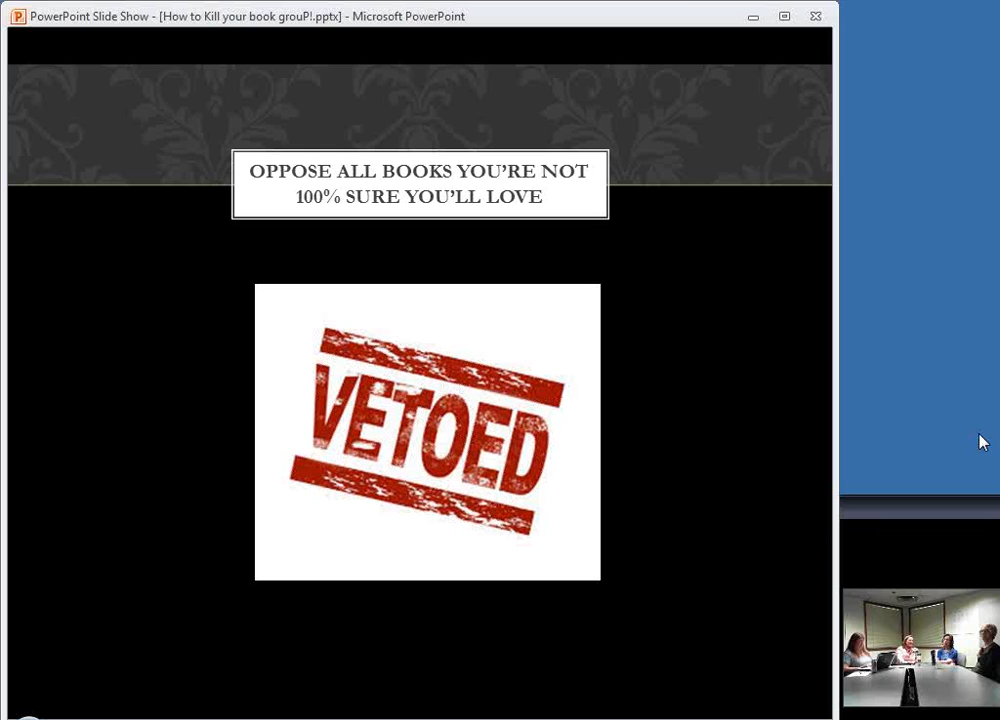 PowerPoint Slide Show - [How to Kill your book grouP!.pptx] - Microsoft PowerPoint
OPPOSE ALL BOOKS YOU'RE NOT
100% SURE YOU'LL LOVE
VETOED